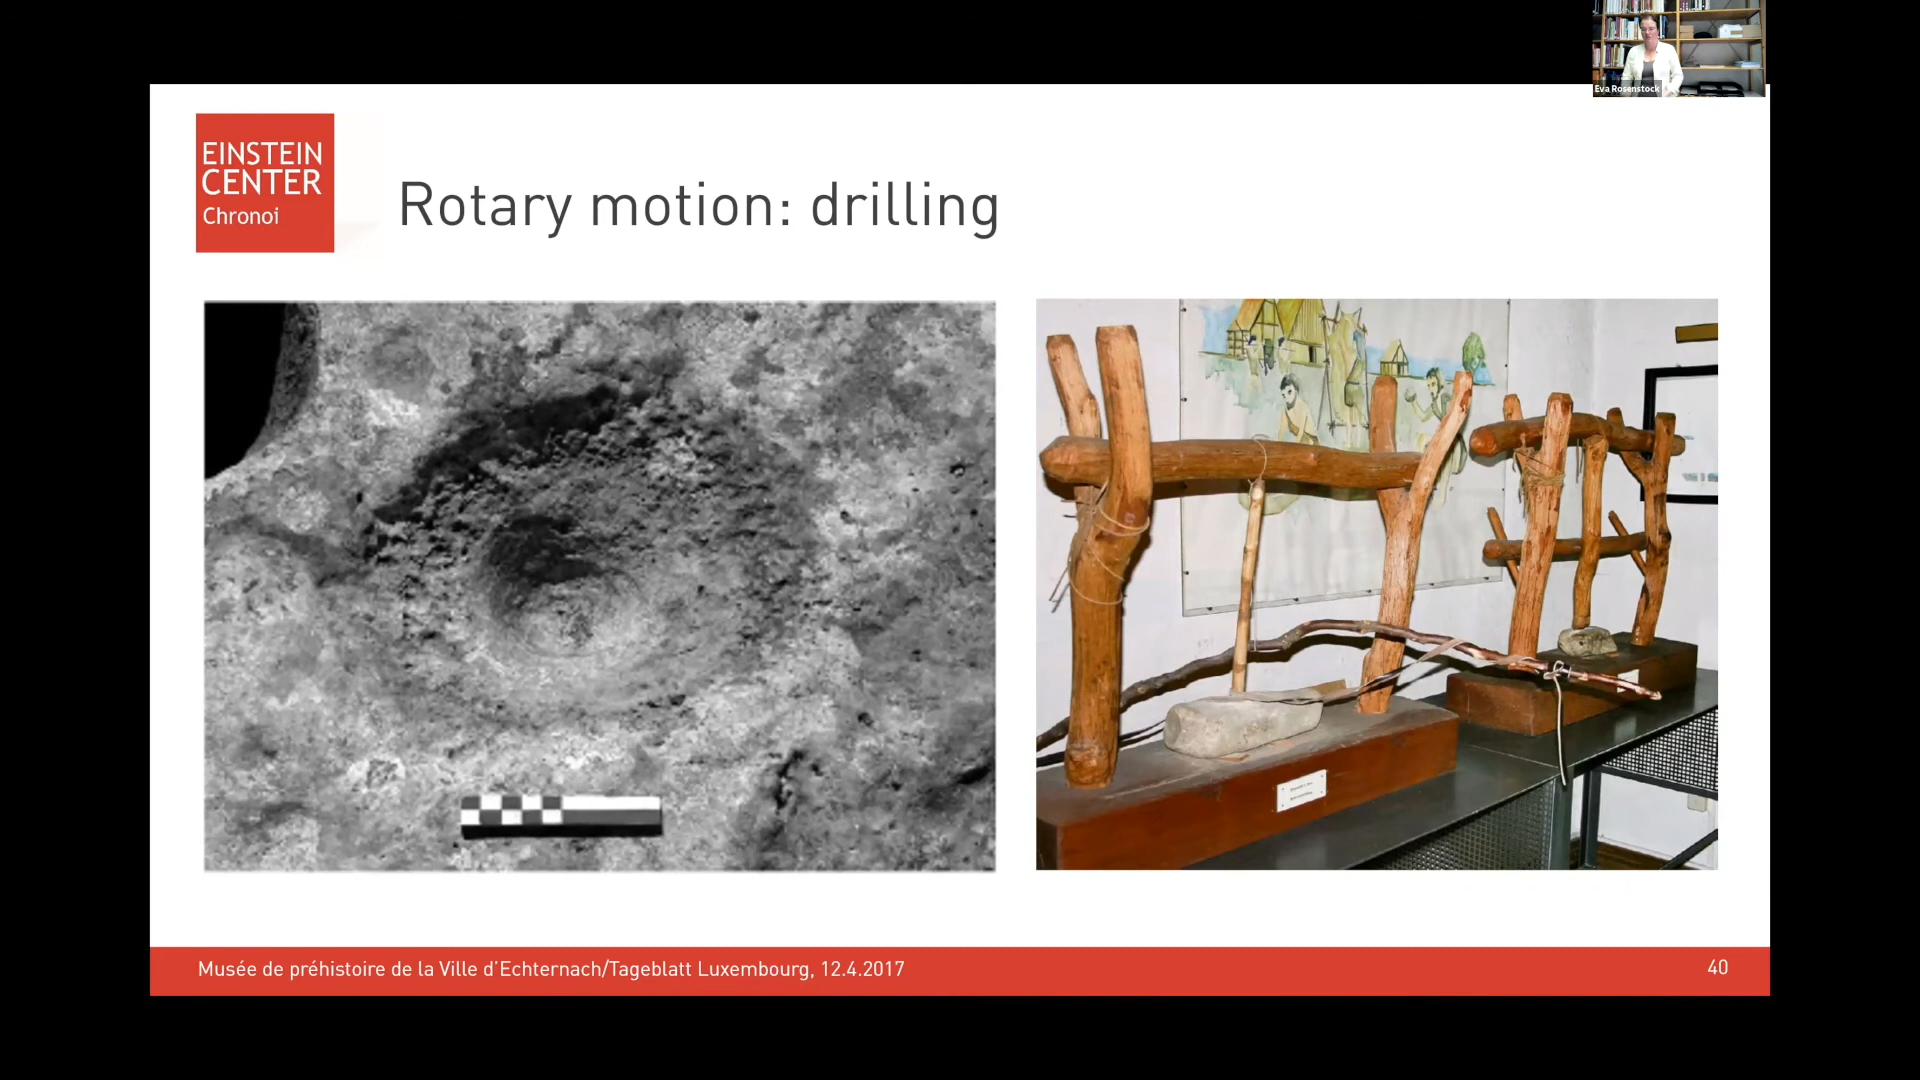 Eva Rosenstock
EINSTEIN
CENTER
Chronoi
Rotary motion: drilling
Musée de préhistoire de la Ville d'Echternach/Tageblatt Luxembourg, 12.4.2017
40